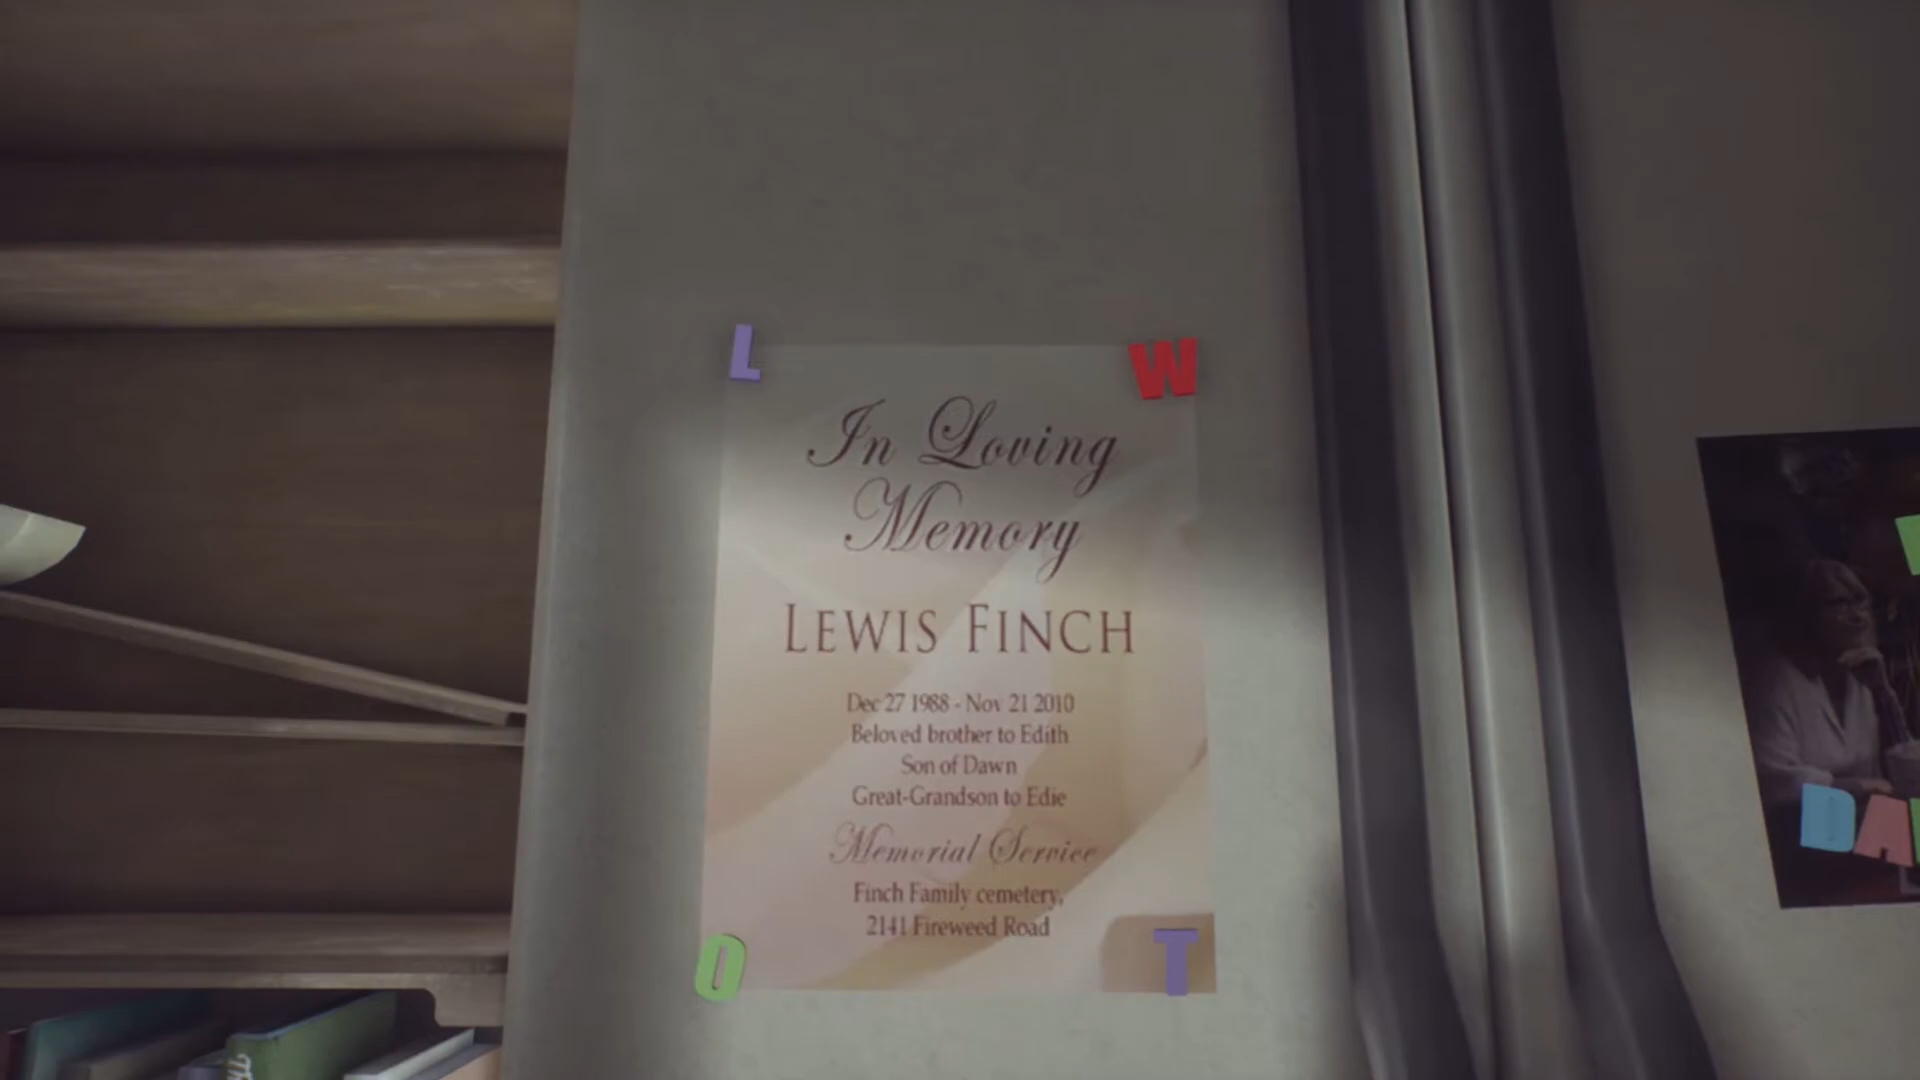 L W
In Loving
Memory
LEWIS FINCH
Dec 27 1988 - Nov 21 2010
Beloved brother to Edith
Son of Dawn
Great-Grandson to Edie
Memorial Service
Finch Family cemetery,
2141 Fireweed Road
O T
DA